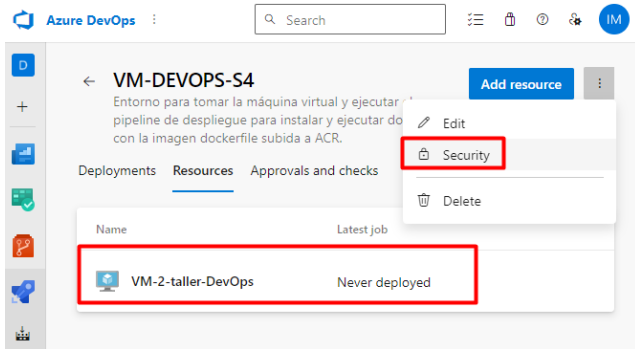 Azure DevOps
Search
IM
D
VM-DEVOPS-S4
Add resource
Entorno para tomar la máquina virtual y ejecutar
pipeline de despliegue para instalar y ejecutar
con la imagen dockerfile subida a ACR.
Edit
Security
Delete
Deployments Resources Approvals and checks
Name Latest job
VM-2-taller-DevOps Never deployed